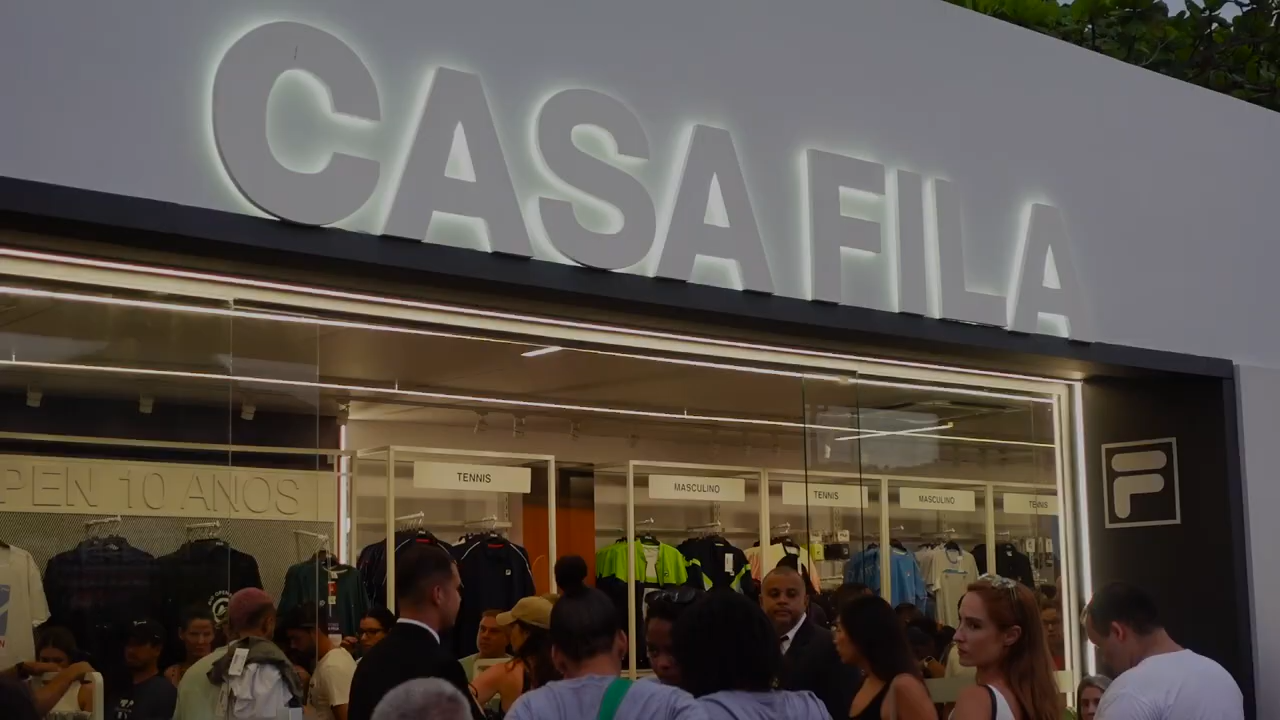 CASA FILA
PEN 10 ANOS
TENNIS
MASCULINO
TENNIS
MASCULINO
TENNIS
F